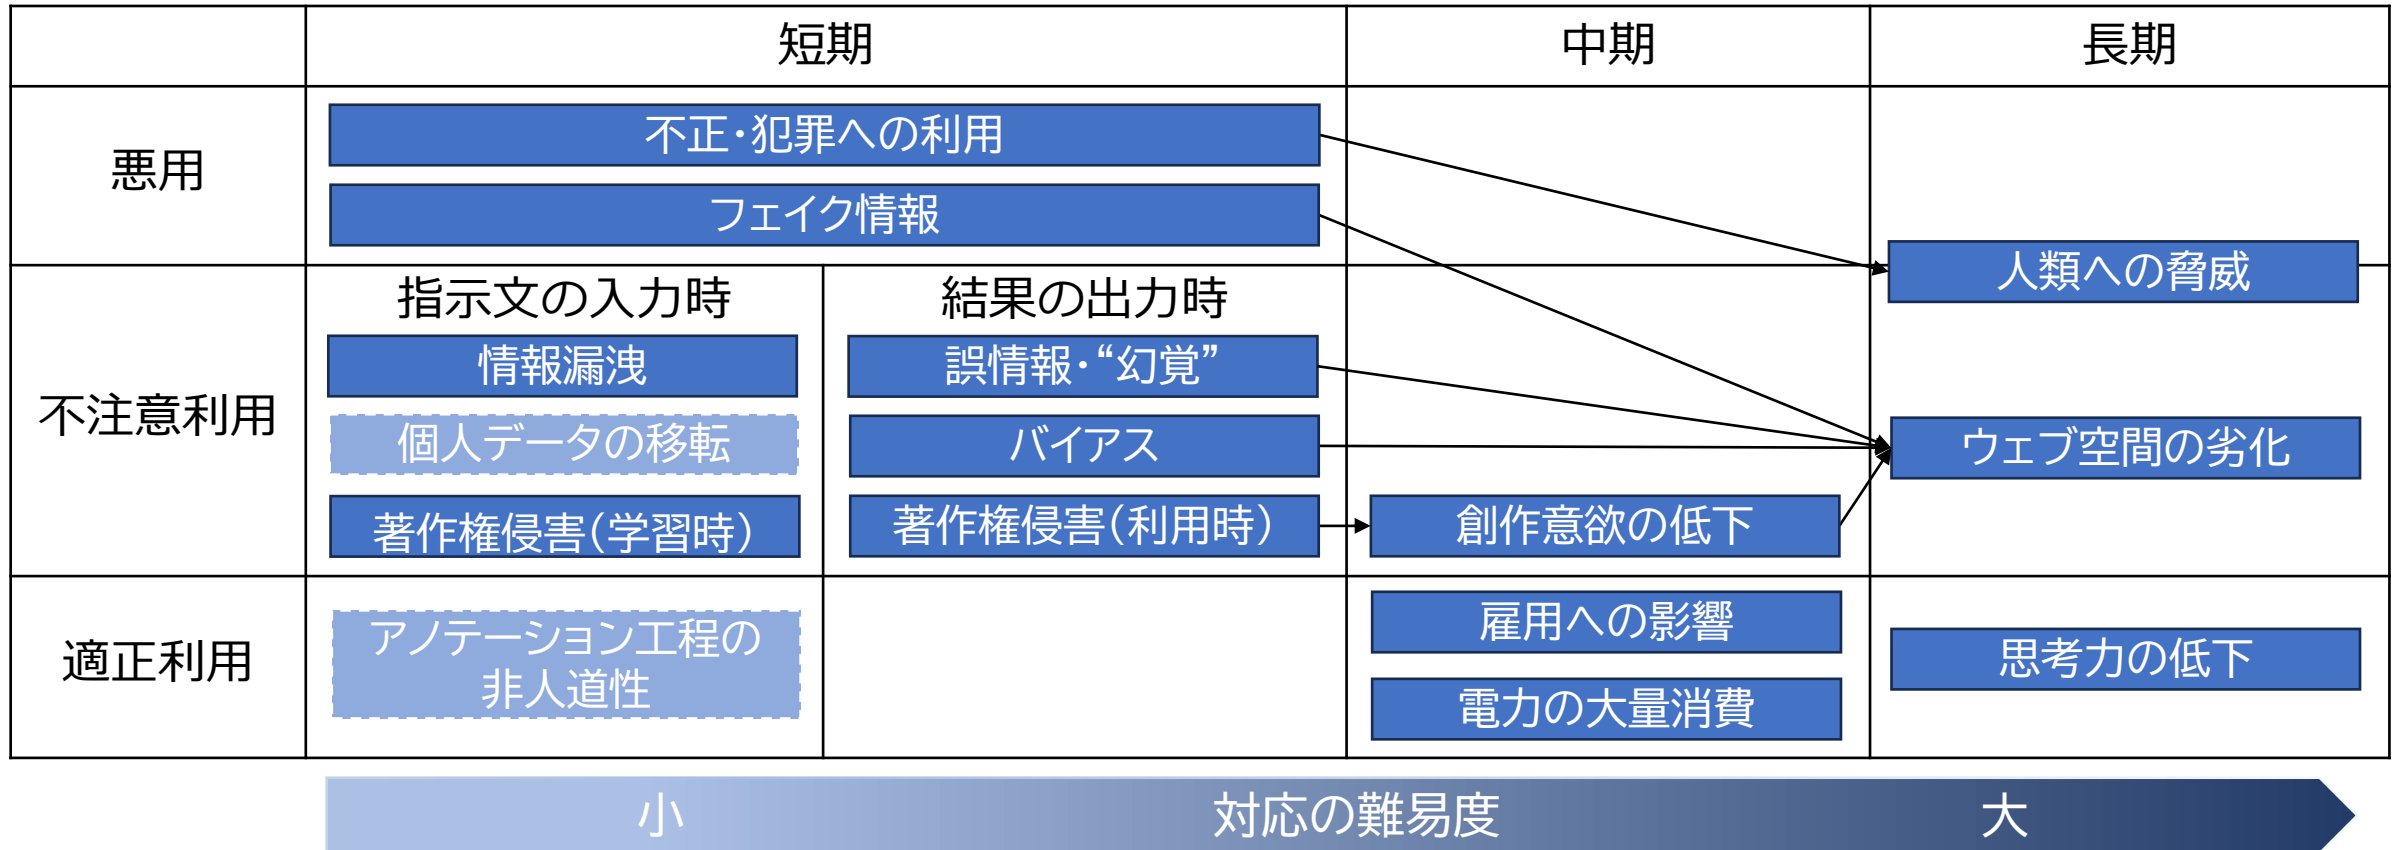 短期
中期
長期
悪用
不正・犯罪への利用
フェイク情報
人類への脅威
不注意利用
指示文の入力時
結果の出力時
情報漏洩
誤情報・“幻覚”
個人データの移転
バイアス
ウェブ空間の劣化
著作権侵害（学習時）
著作権侵害（利用時）
創作意欲の低下
適正利用
アノテーション工程の
非人道性
雇用への影響
電力の大量消費
思考力の低下
小
対応の難易度
大